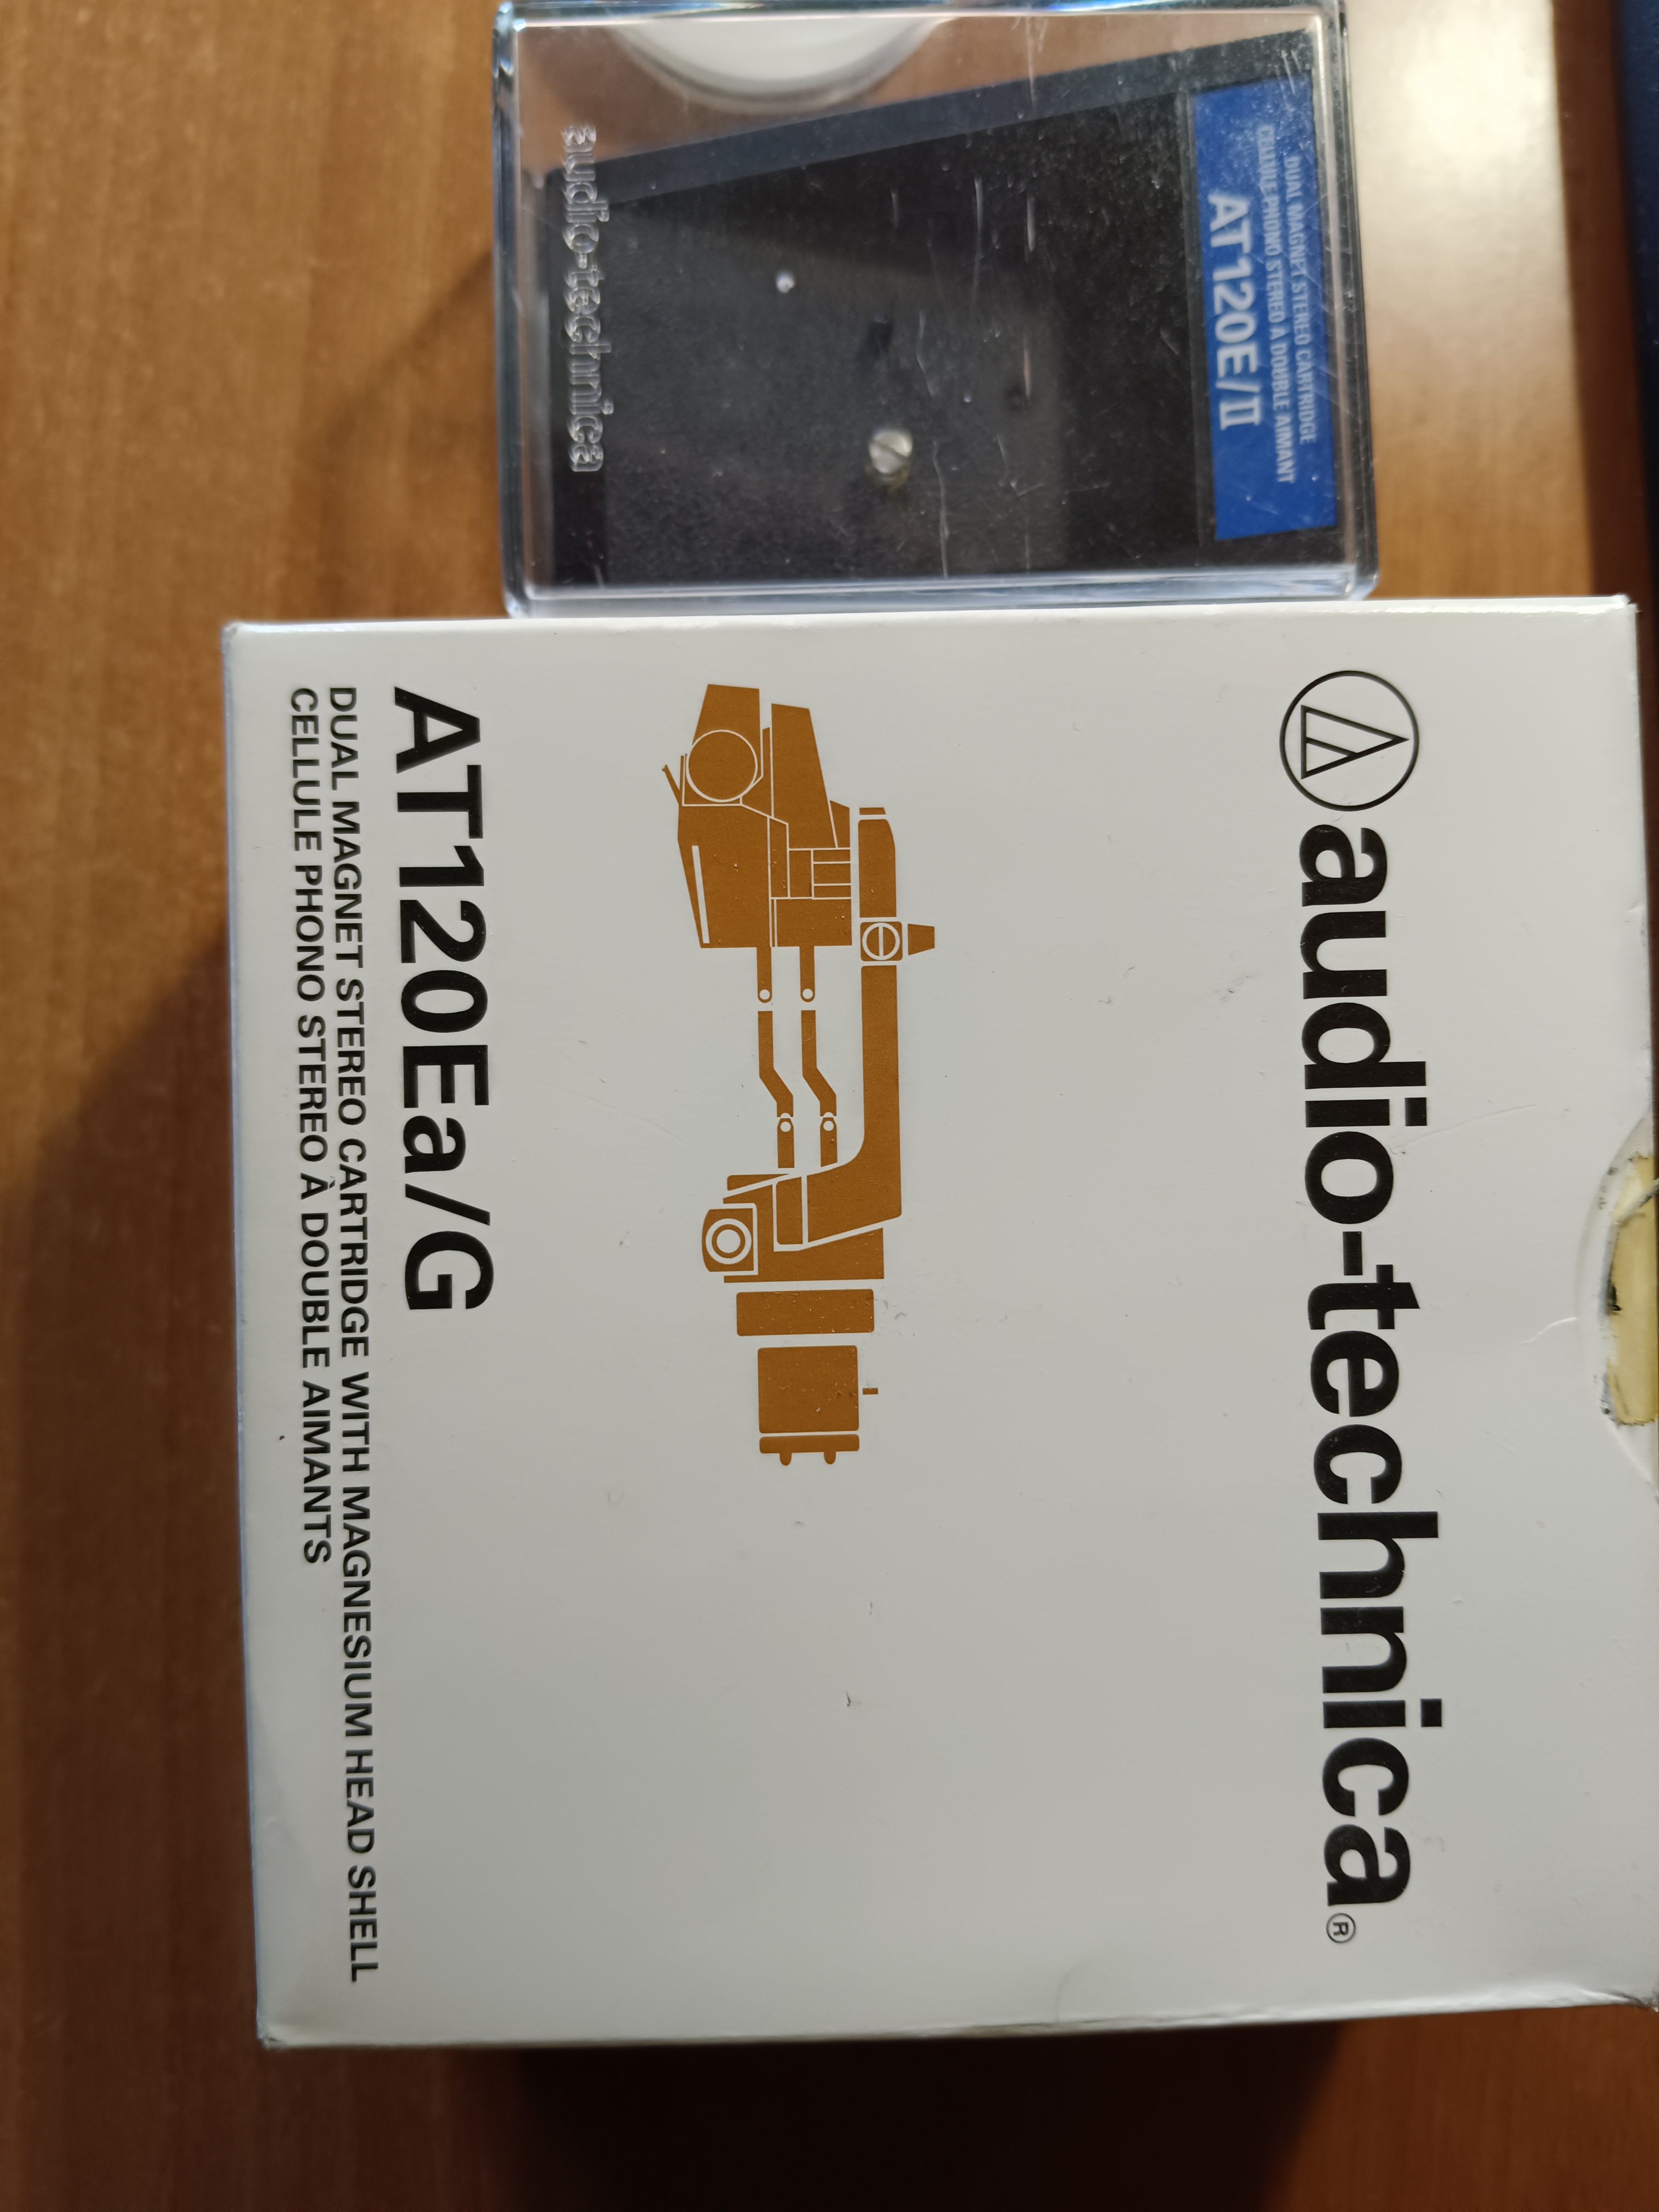 DUAL MAGNET STEREO CARTRIDGE
CELLULE PHONO STEREO A DOUBLE AIMANT
AT120E/II
audio-technica
audio-technica®
AT120Ea/G
DUAL MAGNET STEREO CARTRIDGE WITH MAGNESIUM HEAD SHELL
CELLULE PHONO STEREO À DOUBLE AIMANTS